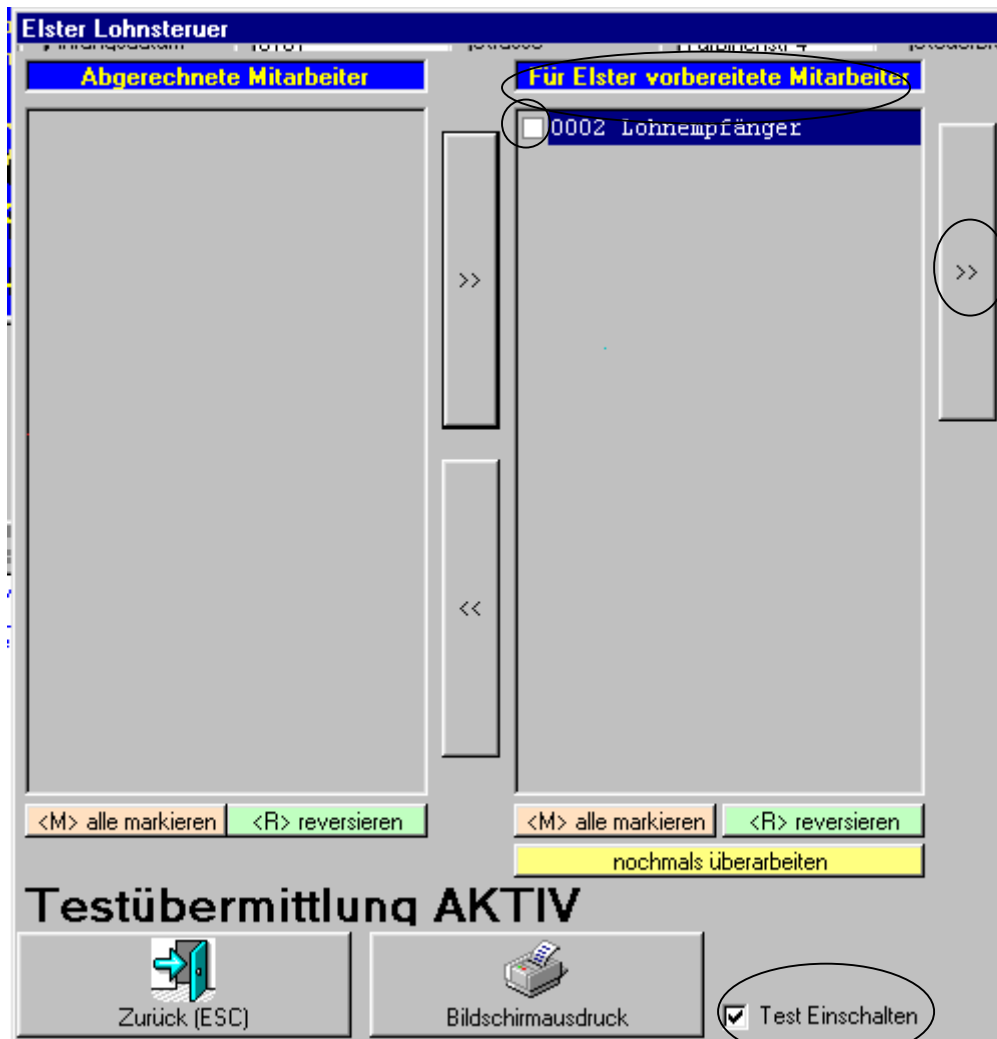 Elster Lohnsteruer
Abgerechnete Mitarbeiter
Für Elster vorbereitete Mitarbeiter
0002 Lohnempfänger
>>
>>
<<
<M> alle markieren
<R> reversieren
<M> alle markieren
<R> reversieren
nochmals überarbeiten
Testübermittlung AKTIV
Zurück (ESC)
Bildschirmausdruck
Test Einschalten